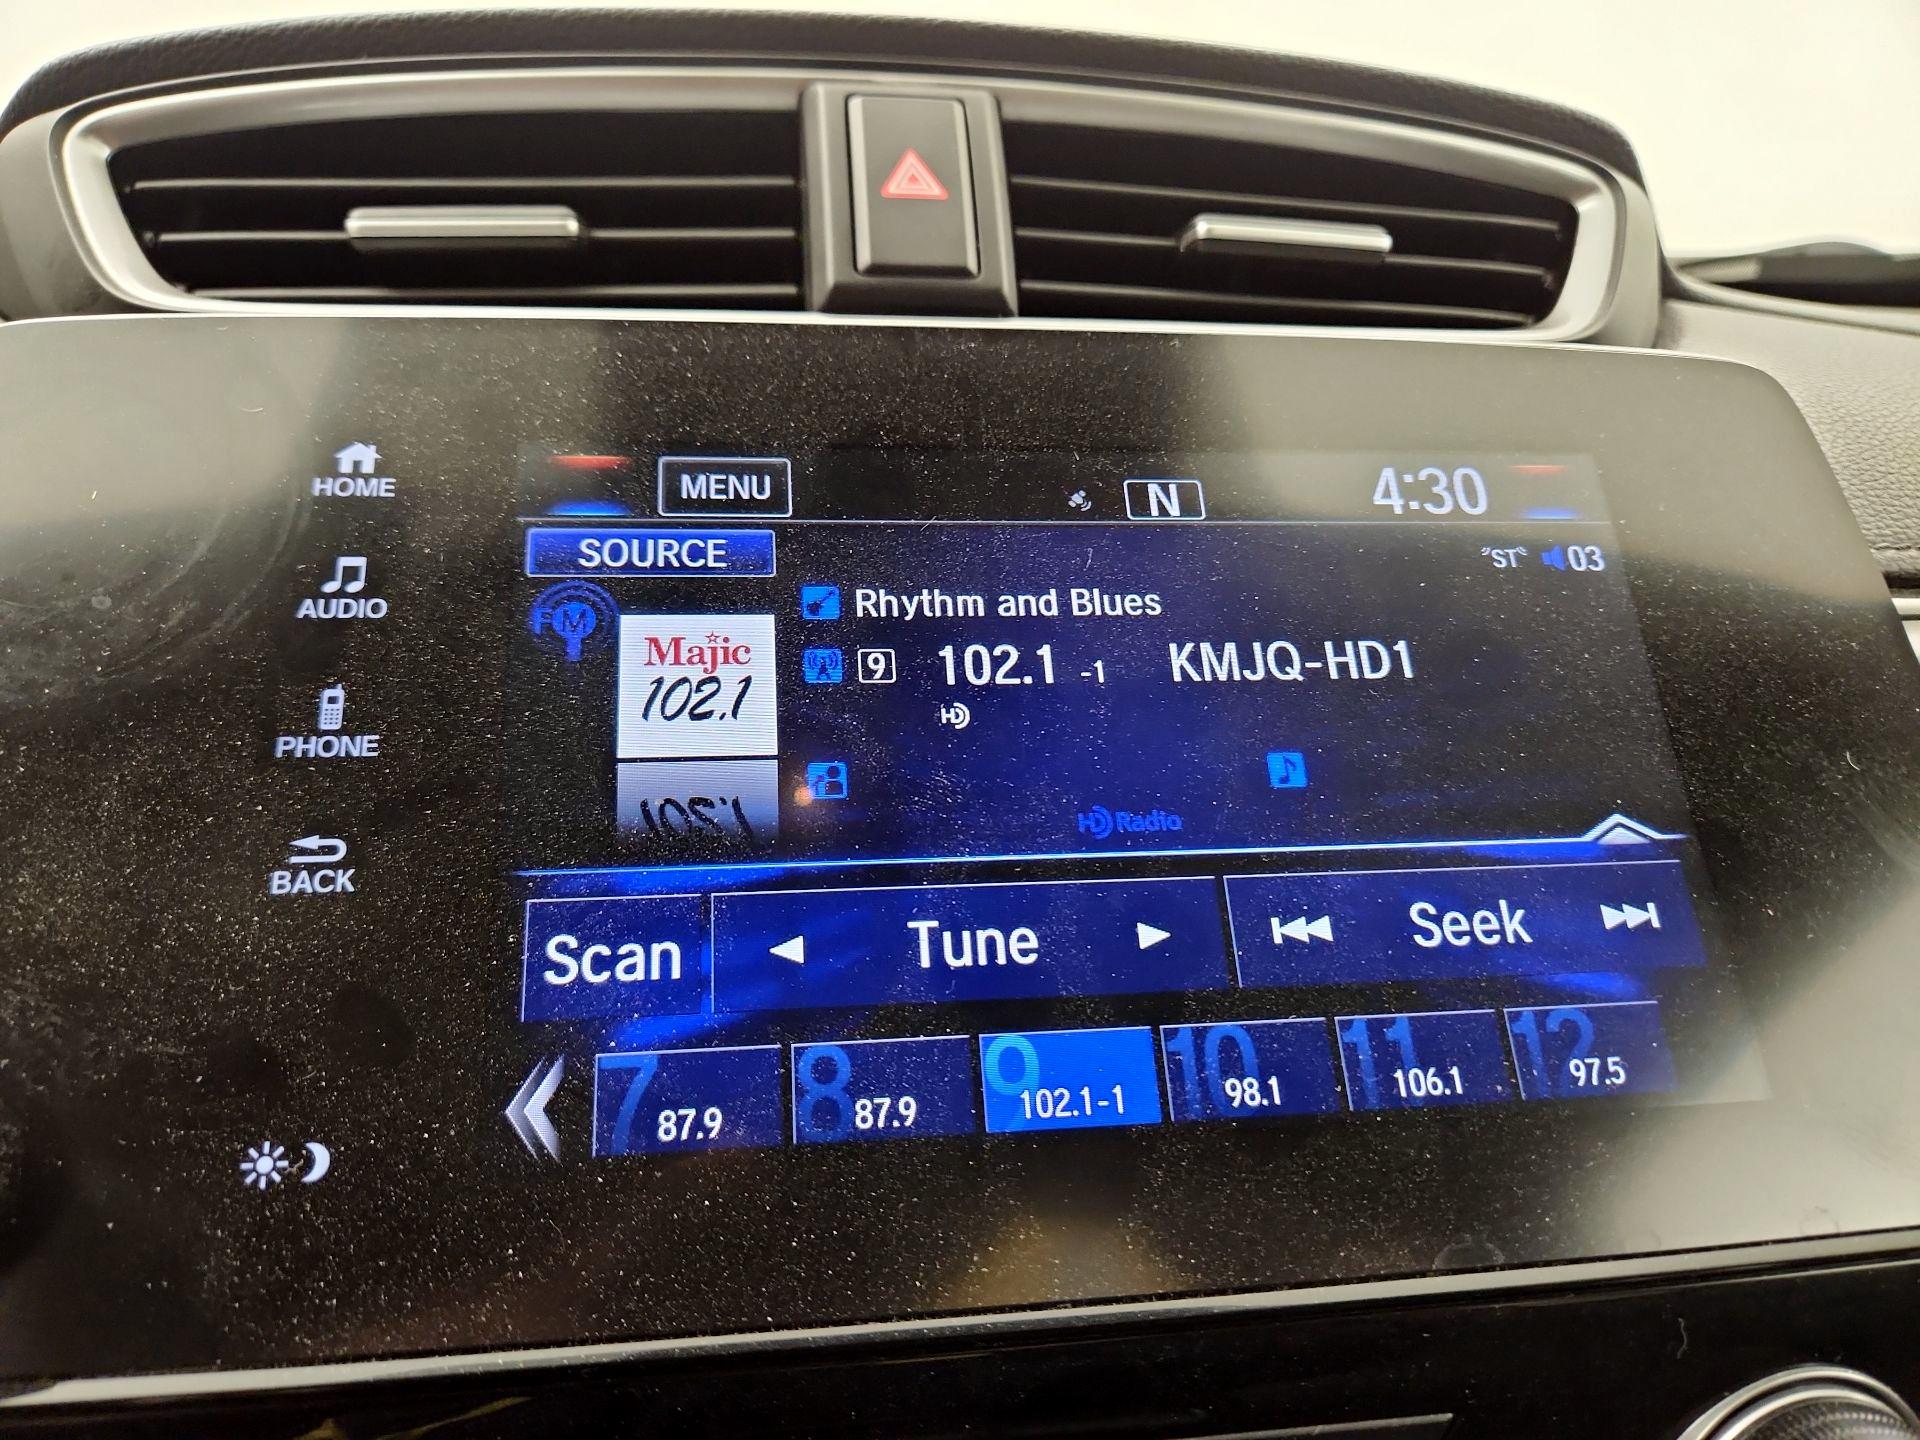 HOME
AUDIO
PHONE
BACK
MENU
N
4:30
SOURCE
"ST" 03
FM
Majic
102.1
Rhythm and Blues
9 102.1 -1 KMJQ-HD1
HD
102.1
HD Radio
Scan Tune Seek
7 87.9
8 87.9
9 102.1-1
10 98.1
11 106.1
12 97.5